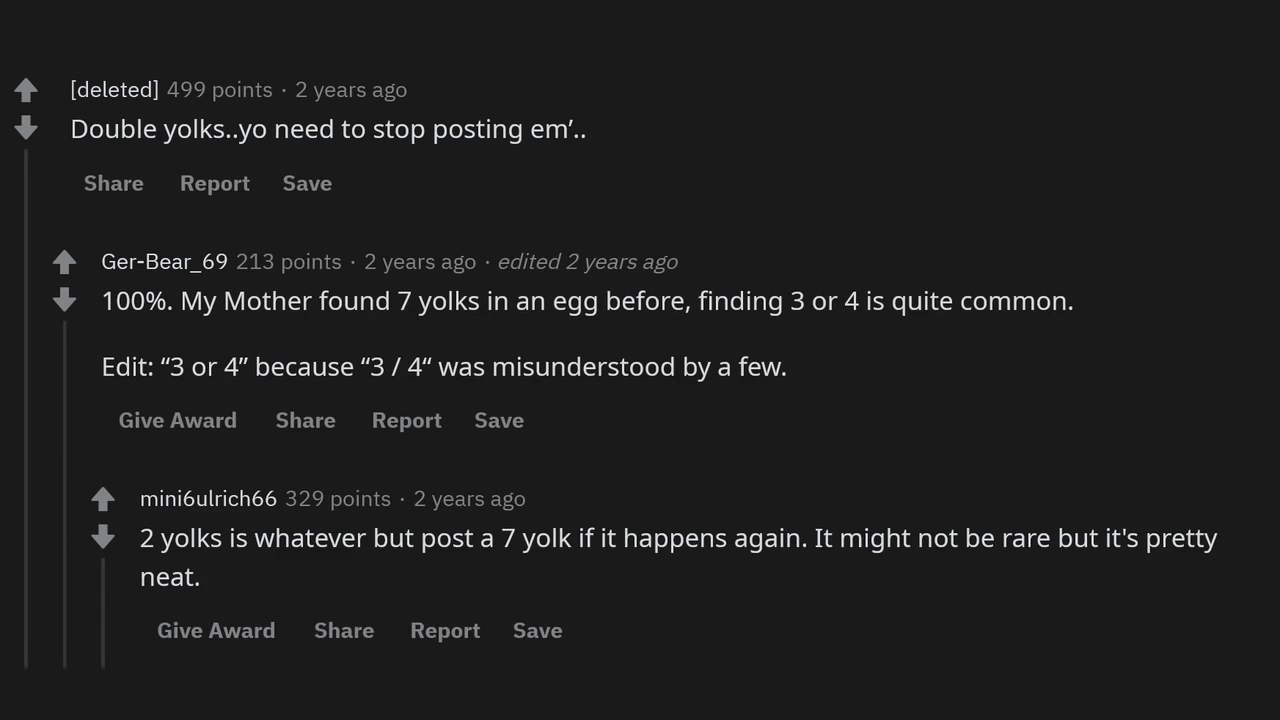 [deleted] 499 points · 2 years ago
Double yolks..yo need to stop posting em’..
Share Report Save
Ger-Bear_69 213 points · 2 years ago · edited 2 years ago
100%. My Mother found 7 yolks in an egg before, finding 3 or 4 is quite common.
Edit: “3 or 4” because “3 / 4“ was misunderstood by a few.
Give Award Share Report Save
mini6ulrich66 329 points · 2 years ago
2 yolks is whatever but post a 7 yolk if it happens again. It might not be rare but it's pretty
neat.
Give Award Share Report Save